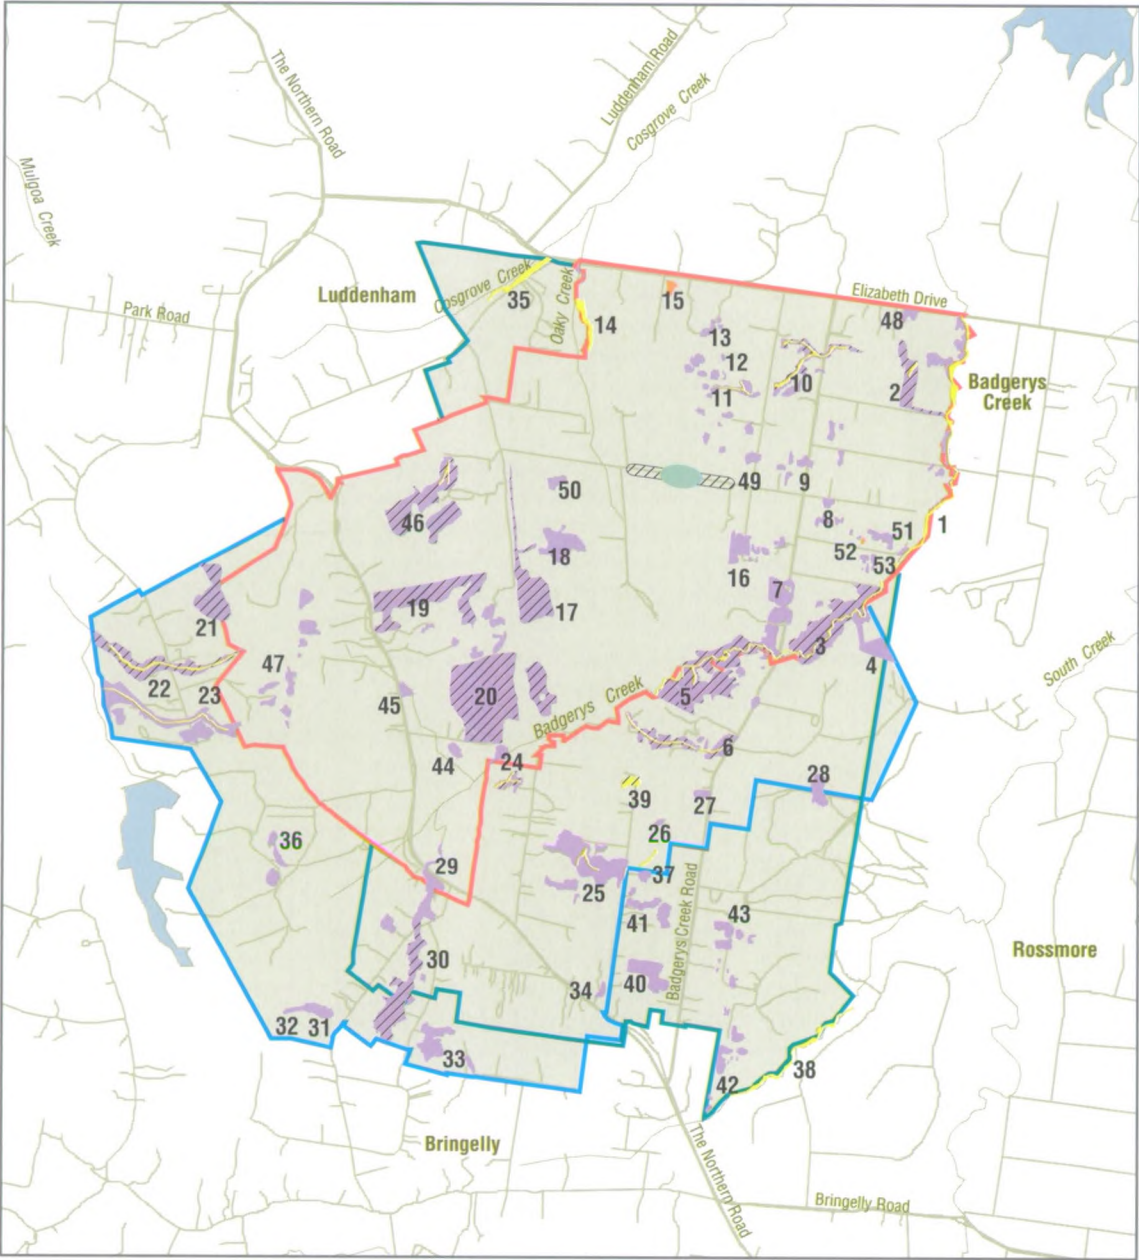 The Northern Road
Luddenham Road
Cosgrove Creek
Mulgoa Creek
Park Road
Luddenham
Cosgrove Creek
35
Oaky Creek
14
15
Elizabeth Drive
48
13
12
11
10
2
Badgerys
Creek
50
49
9
46
8
51
1
52
53
18
16
7
19
17
21
3
4
South Creek
47
22
23
45
20
5
Badgerys Creek
6
44
24
28
39
27
36
26
29
37
25
Badgerys Creek Road
41
43
30
Rossmore
34
40
32
31
33
38
42
Bringelly
The Northern Road
Bringelly Road